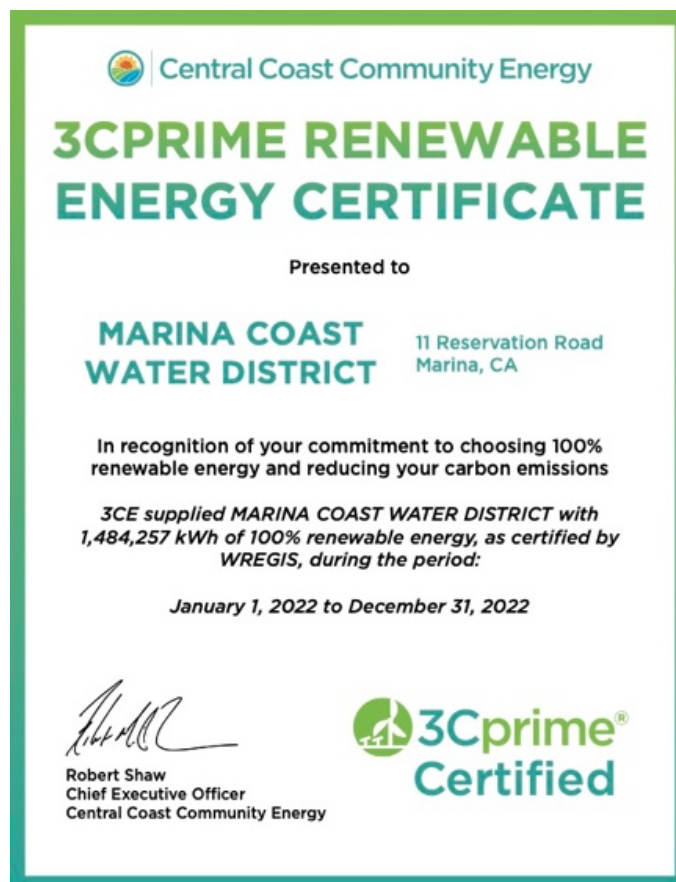 Central Coast Community Energy
3CPRIME RENEWABLE
ENERGY CERTIFICATE
Presented to
MARINA COAST
WATER DISTRICT
11 Reservation Road
Marina, CA
In recognition of your commitment to choosing 100%
renewable energy and reducing your carbon emissions
3CE supplied MARINA COAST WATER DISTRICT with
1,484,257 kWh of 100% renewable energy, as certified by
WREGIS, during the period:
January 1, 2022 to December 31, 2022
Robert Shaw
Chief Executive Officer
Central Coast Community Energy
3Cprime®
Certified